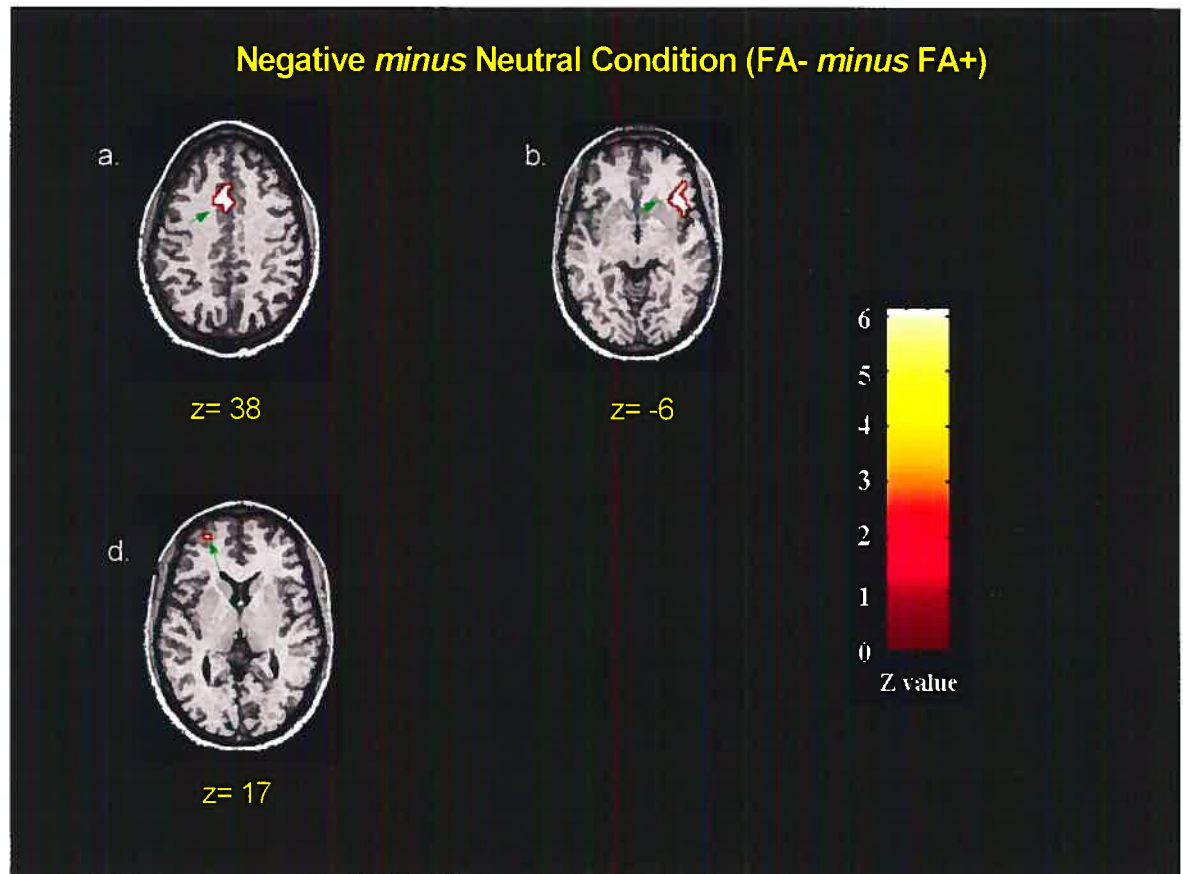 Negative minus Neutral Condition (FA- minus FA+)
a.
b.
z= 38
z= -6
d.
z= 17
6
5
4
3
2
1
0
Z value